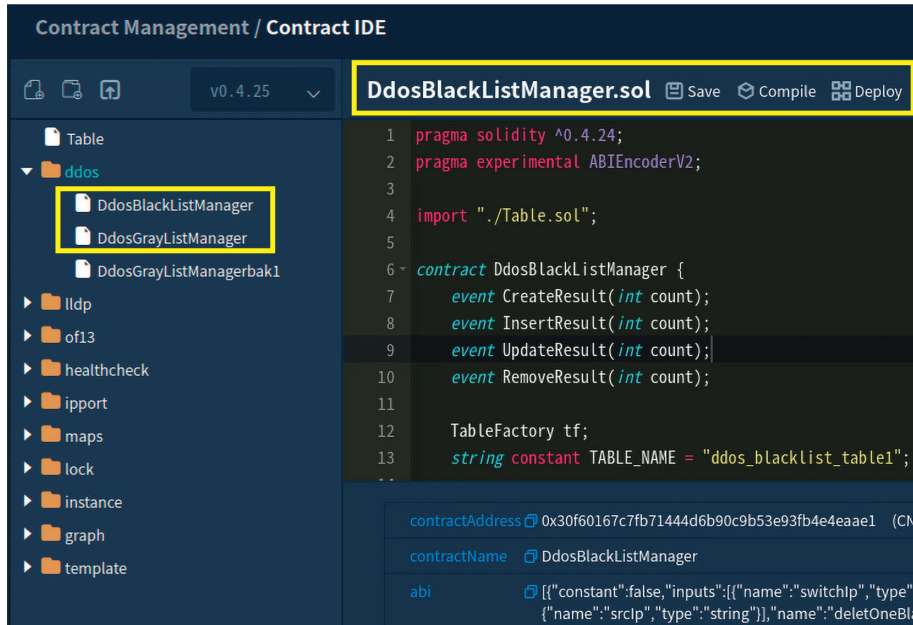 Contract Management / Contract IDE
v0.4.25
DdosBlackListManager.sol Save Compile Deploy
Table
ddos
DdosBlackListManager
DdosGrayListManager
DdosGrayListManagerbak1
lldp
of13
healthcheck
ipport
maps
lock
instance
graph
template
1 pragma solidity ^0.4.24;
2 pragma experimental ABIEncoderV2;
3
4 import "./Table.sol";
5
6 contract DdosBlackListManager {
7 event CreateResult(int count);
8 event InsertResult(int count);
9 event UpdateResult(int count);
10 event RemoveResult(int count);
11
12 TableFactory tf;
13 string constant TABLE_NAME = "ddos_blacklist_table1";
contractAddress 0x30f60167c7fb71444d6b90c9b53e93fb4e4eaae1 (CN
contractName DdosBlackListManager
abi [{"constant":false,"inputs":[{"name":"switchIp","type"
{"name":"srcIp","type":"string"}],"name":"deletOneBla